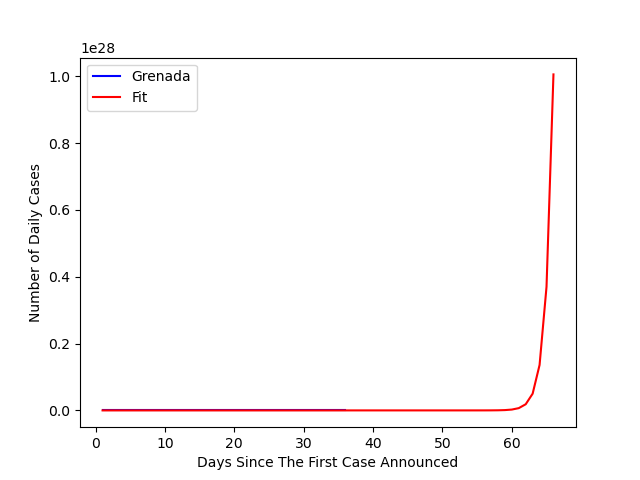 1e28
Grenada
Fit
1.0
0.8
0.6
0.4
0.2
0.0
Number of Daily Cases
0 10 20 30 40 50 60
Days Since The First Case Announced